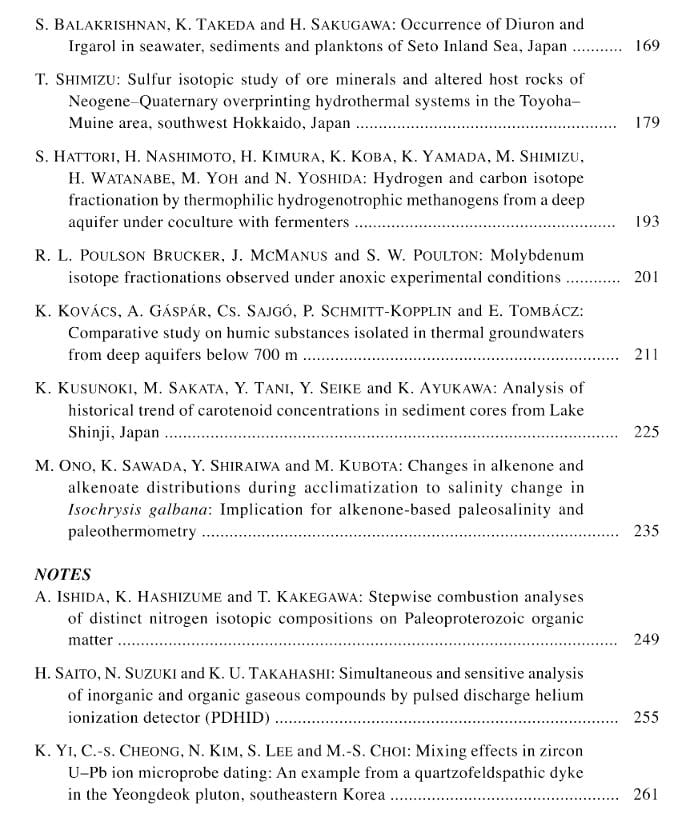 S. BALAKRISHNAN, K. TAKEDA and H. SAKUGAWA: Occurrence of Diuron and
Irgarol in seawater, sediments and planktons of Seto Inland Sea, Japan ........... 169
T. SHIMIZU: Sulfur isotopic study of ore minerals and altered host rocks of
Neogene–Quaternary overprinting hydrothermal systems in the Toyoha–
Muine area, southwest Hokkaido, Japan ........................................................ 179
S. HATTORI, H. NASHIMOTO, H. KIMURA, K. KOBA, K. YAMADA, M. SHIMIZU,
H. WATANABE, M. YOH and N. YOSHIDA: Hydrogen and carbon isotope
fractionation by thermophilic hydrogenotrophic methanogens from a deep
aquifer under coculture with fermenters ........................................................ 193
R. L. POULSON BRUCKER, J. MCMANUS and S. W. POULTON: Molybdenum
isotope fractionations observed under anoxic experimental conditions ............ 201
K. KOVÁCS, A. GÁSPÁR, CS. SAJGÓ, P. SCHMITT-KOPPLIN and E. TOMBÁCZ:
Comparative study on humic substances isolated in thermal groundwaters
from deep aquifers below 700 m .................................................................... 211
K. KUSUNOKI, M. SAKATA, Y. TANI, Y. SEIKE and K. AYUKAWA: Analysis of
historical trend of carotenoid concentrations in sediment cores from Lake
Shinji, Japan .................................................................................................. 225
M. ONO, K. SAWADA, Y. SHIRAIWA and M. KUBOTA: Changes in alkenone and
alkenoate distributions during acclimatization to salinity change in
Isochrysis galbana: Implication for alkenone-based paleosalinity and
paleothermometry .......................................................................................... 235
NOTES
A. ISHIDA, K. HASHIZUME and T. KAKEGAWA: Stepwise combustion analyses
of distinct nitrogen isotopic compositions on Paleoproterozoic organic
matter ............................................................................................................ 249
H. SAITO, N. SUZUKI and K. U. TAKAHASHI: Simultaneous and sensitive analysis
of inorganic and organic gaseous compounds by pulsed discharge helium
ionization detector (PDHID) .......................................................................... 255
K. YI, C.-S. CHEONG, N. KIM, S. LEE and M.-S. CHOI: Mixing effects in zircon
U–Pb ion microprobe dating: An example from a quartzofeldspathic dyke
in the Yeongdeok pluton, southeastern Korea ................................................. 261